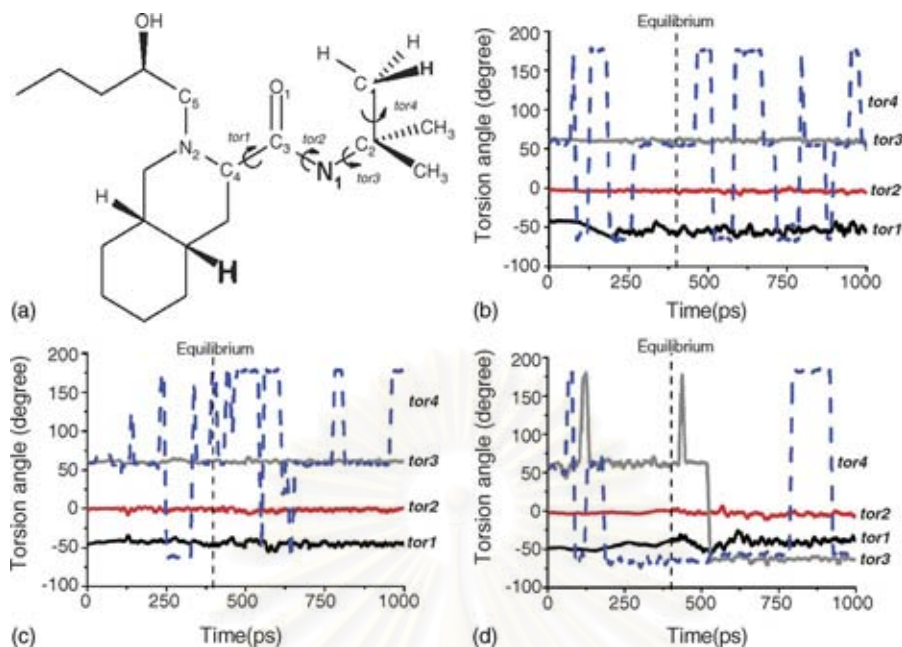 OH
H
H
C
H
O₁
tor4
C₅
CH₃
tor1
C₃
tor2
C₂
N₂
C₄
N₁
tor3
CH₃
H
H
(a)
Equilibrium
Torsion angle (degree)
200
150
100
50
0
-50
-100
tor4
tor3
tor2
tor1
0 250 500 750 1000
Time(ps)
(b)
Equilibrium
Torsion angle (degree)
200
150
100
50
0
-50
-100
tor4
tor3
tor2
tor1
0 250 500 750 1000
Time(ps)
(c)
Equilibrium
Torsion angle (degree)
200
150
100
50
0
-50
-100
tor4
tor2
tor1
tor3
0 250 500 750 1000
Time(ps)
(d)